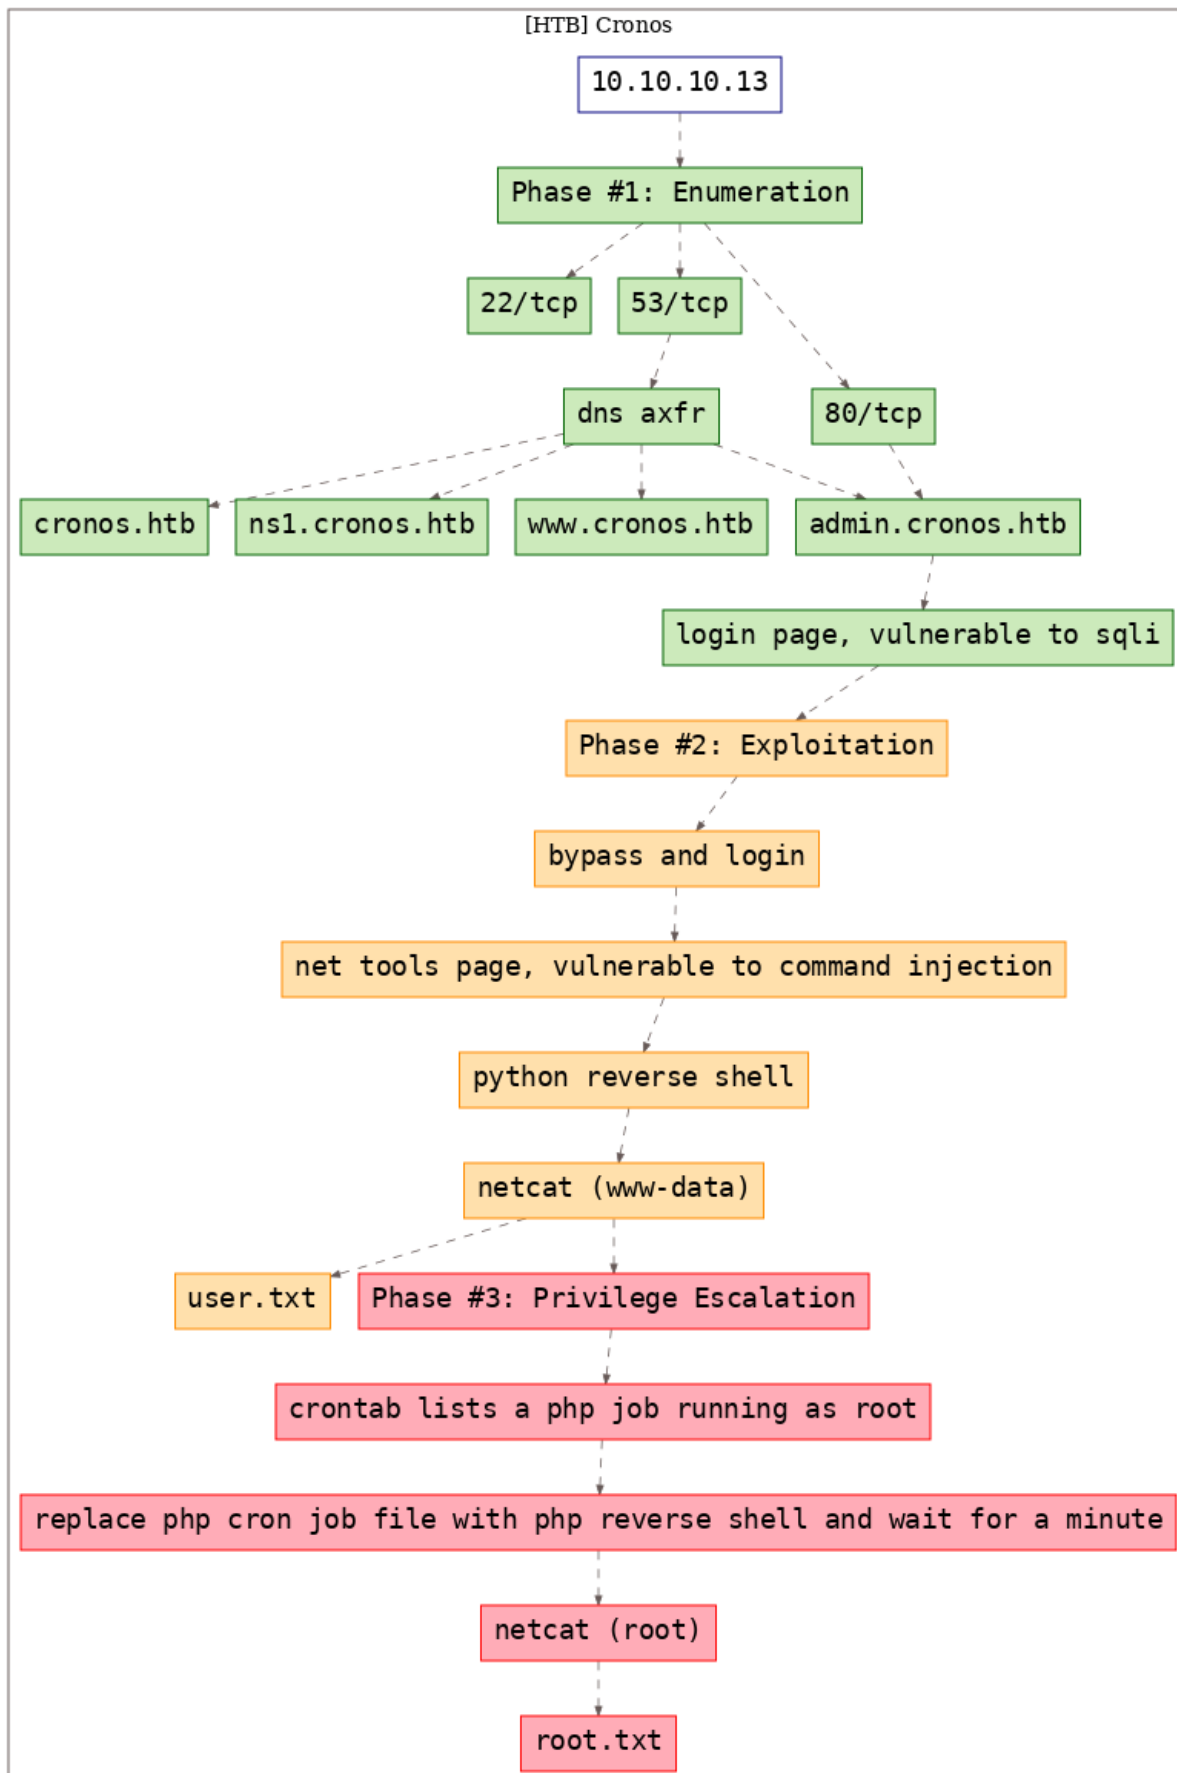 [HTB] Cronos
10.10.10.13
Phase #1: Enumeration
22/tcp
53/tcp
dns axfr
80/tcp
cronos.htb
ns1.cronos.htb
www.cronos.htb
admin.cronos.htb
login page, vulnerable to sqli
Phase #2: Exploitation
bypass and login
net tools page, vulnerable to command injection
python reverse shell
netcat (www-data)
user.txt
Phase #3: Privilege Escalation
crontab lists a php job running as root
replace php cron job file with php reverse shell and wait for a minute
netcat (root)
root.txt